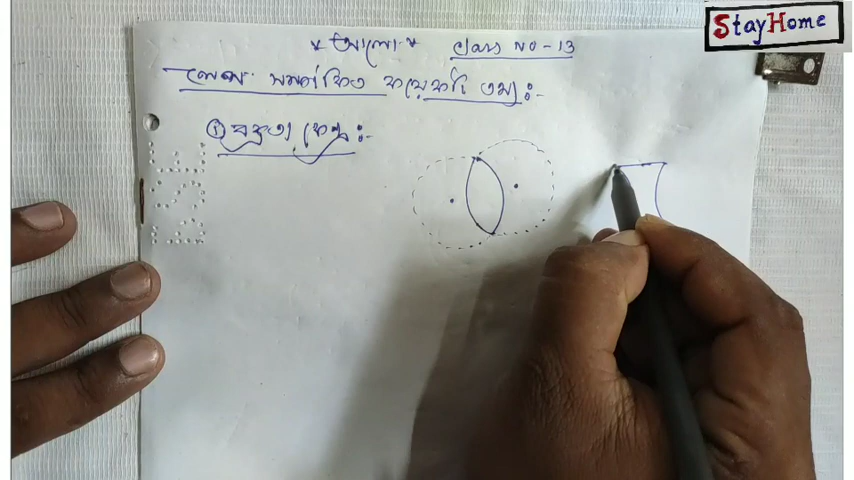 StayHome
* আলো * Class NO - 13
লেন্স সম্পর্কিত কয়েকটি তথ্য :-
① বক্রতা কেন্দ্র :-